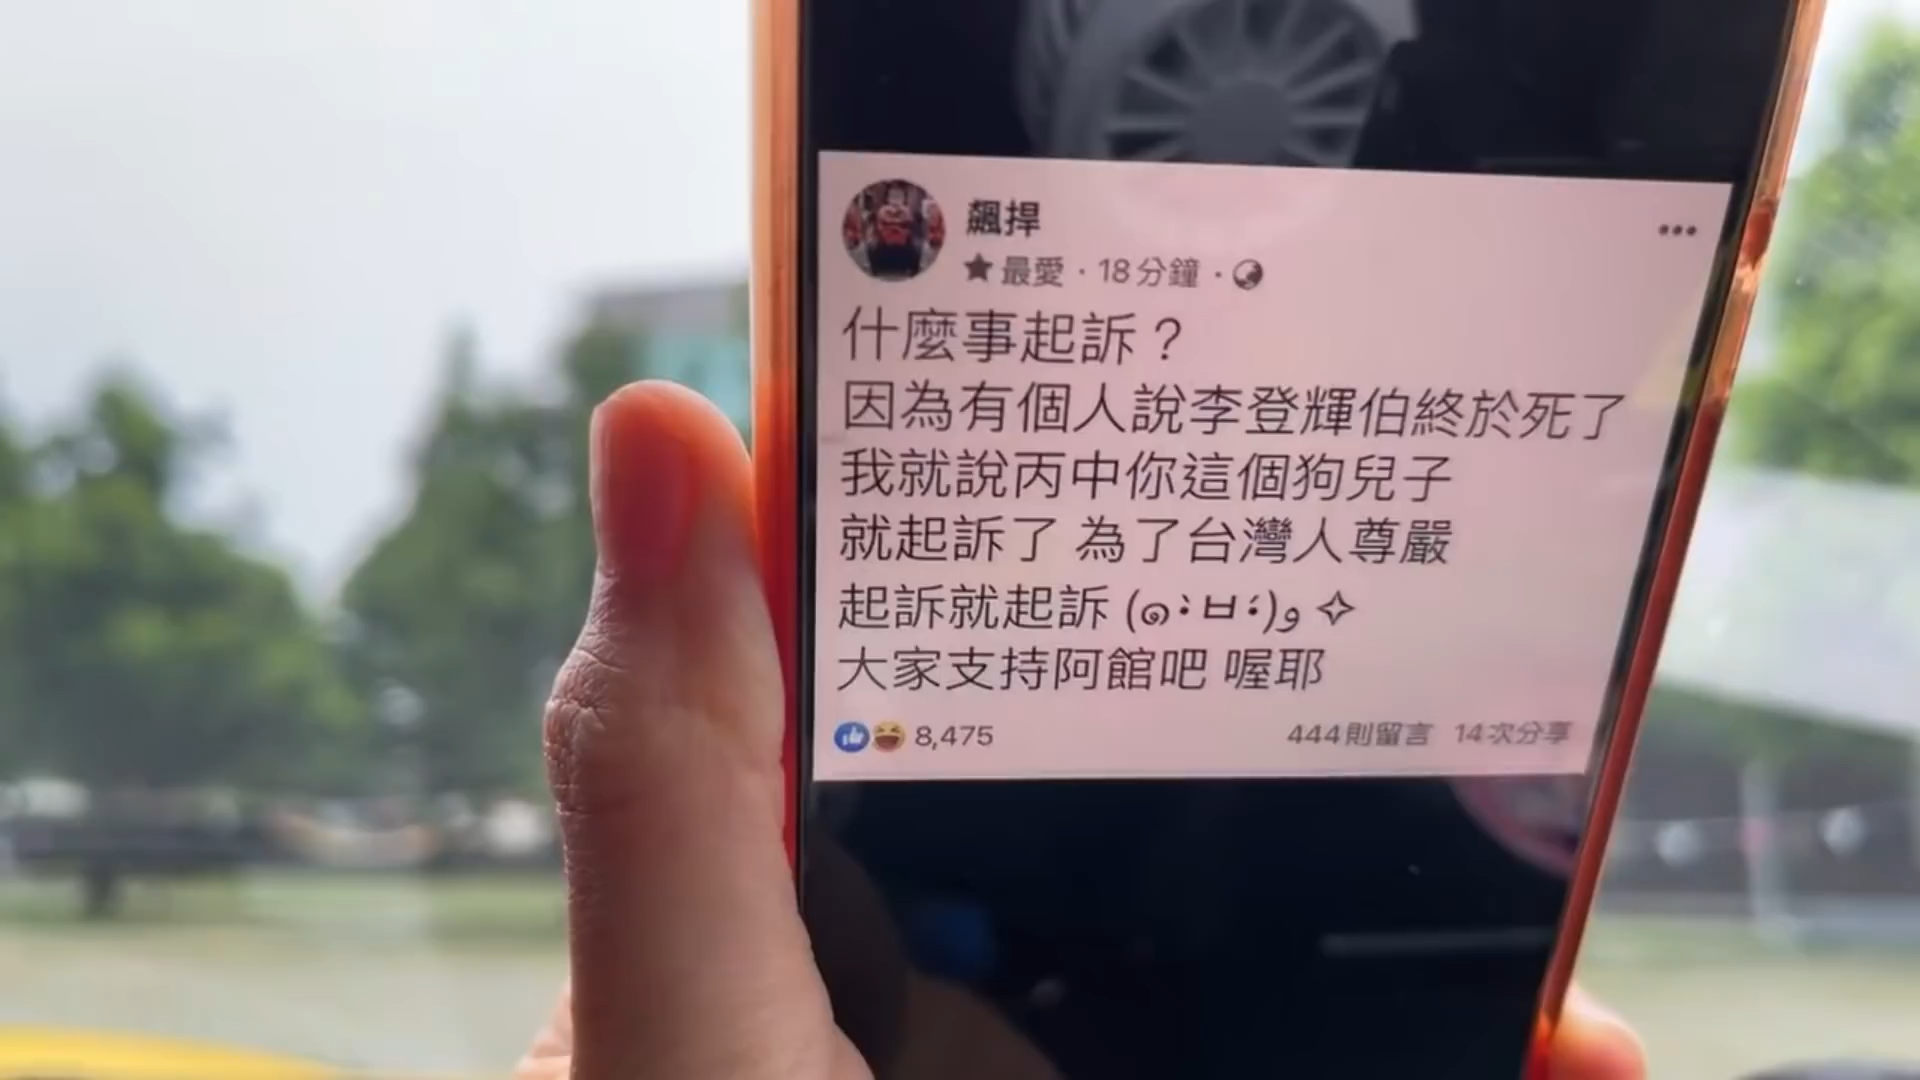 飆捍
★ 最愛 · 18分鐘 ·
什麼事起訴？
因為有個人說李登輝伯終於死了
我就說丙中你這個狗兒子
就起訴了 為了台灣人尊嚴
起訴就起訴 (๑•̀ㅂ•́)و✧
大家支持阿館吧 喔耶
8,475 444則留言 14次分享